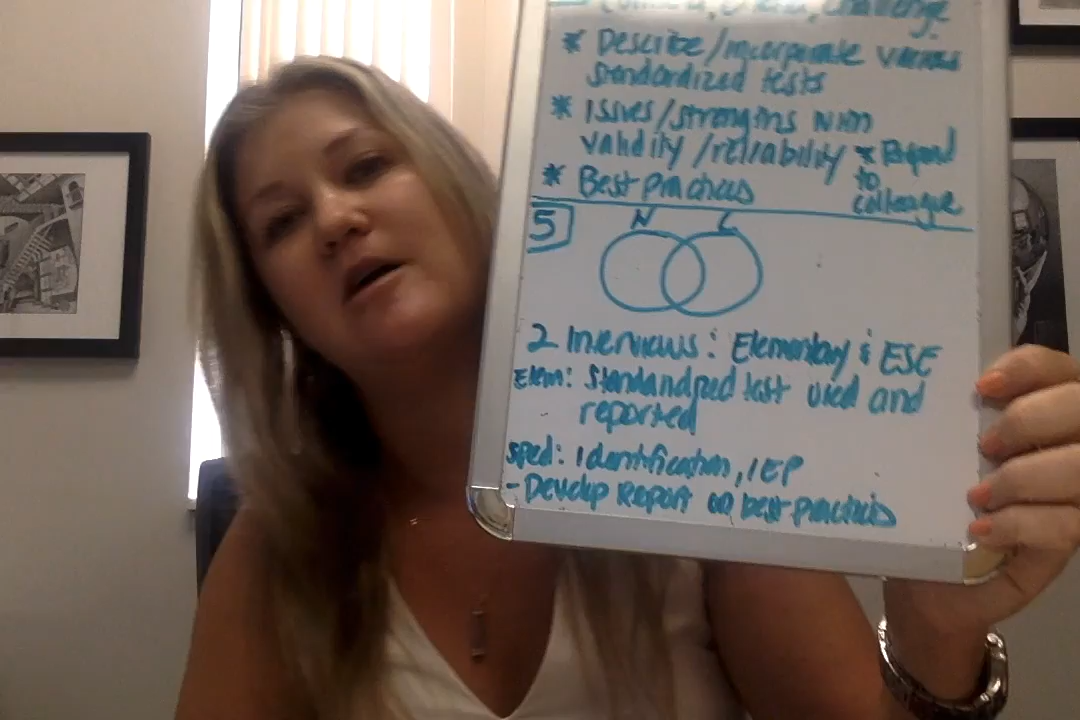 Challenge
* Describe/incorporate various
standardized tests
* Issues/strengths with
validity/reliability * Respond
to
colleague
* Best Practices
5
N C
2 Interviews: Elementary & ESE
Elem: Standardized test used and
reported
Sped: Identification, IEP
- Develop Report on best practices